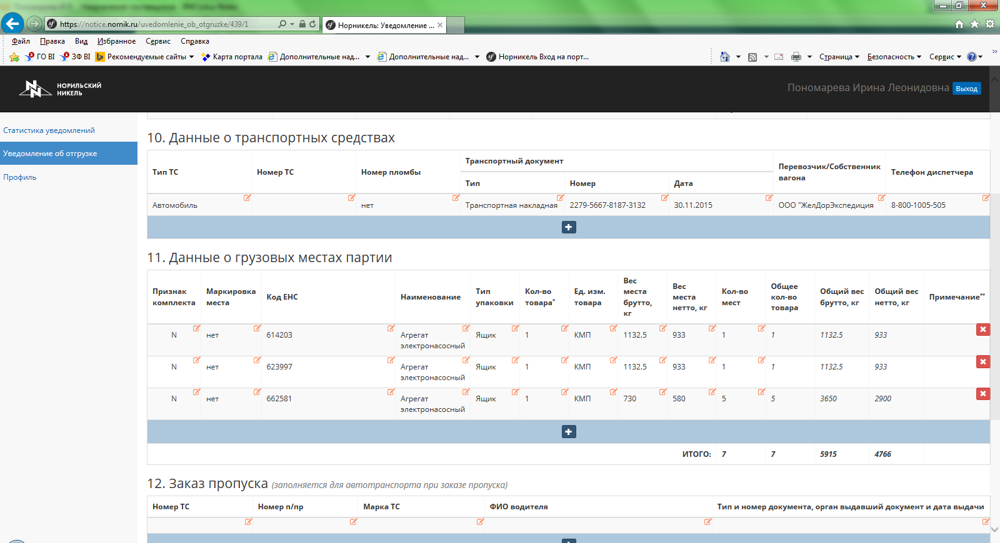 https://notice.nornik.ru/uvedomlenie_ob_otgruzke/439/1
Норникель: Уведомление ...
Файл Правка Вид Избранное Сервис Справка
ГО BI ЗФ BI Рекомендуемые сайты Карта портала Дополнительные над... Дополнительные над... Норникель Вход на порт...
Страница Безопасность Сервис
НОРИЛЬСКИЙ
НИКЕЛЬ
Пономарева Ирина Леонидовна Выход
Статистика уведомлений
Уведомление об отгрузке
Профиль
10. Данные о транспортных средствах
Тип ТС Номер ТС Номер пломбы Транспортный документ Перевозчик/Собственник вагона Телефон диспетчера
Тип Номер Дата
Автомобиль нет Транспортная накладная 2279-5667-8187-3132 30.11.2015 ООО "ЖелДорЭкспедиция 8-800-1005-505
11. Данные о грузовых местах партии
Признак комплекта Маркировка места Код ЕНС Наименование Тип упаковки Кол-во товара* Ед. изм. товара Вес места брутто, кг Вес места нетто, кг Кол-во мест Общее кол-во товара Общий вес брутто, кг Общий вес нетто, кг Примечание**
N нет 614203 Агрегат электронасосный Ящик 1 КМП 1132.5 933 1 1 1132.5 933
N нет 623997 Агрегат электронасосный Ящик 1 КМП 1132.5 933 1 1 1132.5 933
N нет 662581 Агрегат электронасосный Ящик 1 КМП 730 580 5 5 3650 2900
ИТОГО: 7 7 5915 4766
12. Заказ пропуска (заполняется для автотранспорта при заказе пропуска)
Номер ТС Номер п/пр Марка ТС ФИО водителя Тип и номер документа, орган выдавший документ и дата выдачи